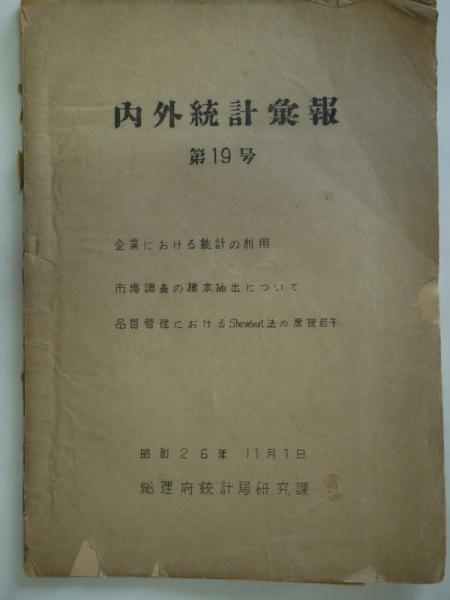 内外統計彙報
第19号
企業における統計の利用
市場調査の標本抽出について
品質管理におけるShewhart法の原理若干
昭和26年11月1日
総理府統計局研究課